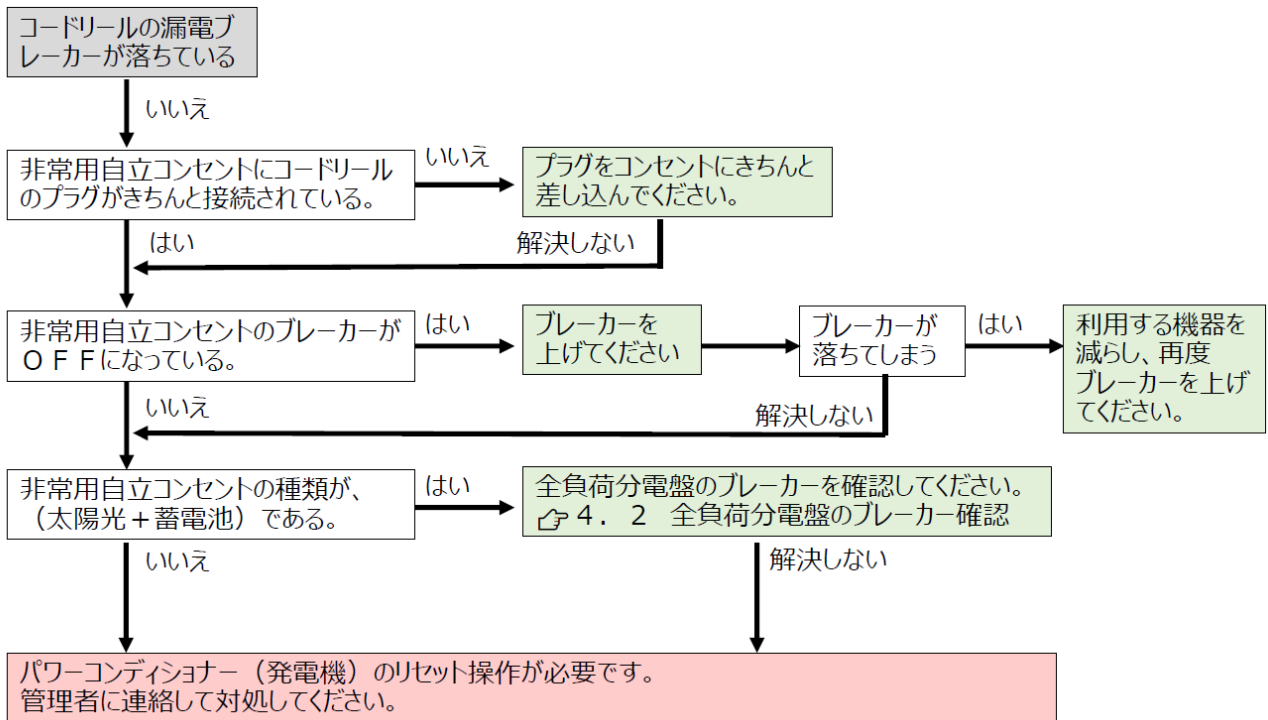 コードリールの漏電ブ
レーカーが落ちている
いいえ
非常用自立コンセントにコードリール
のプラグがきちんと接続されている。
いいえ
プラグをコンセントにきちんと
差し込んでください。
はい
解決しない
非常用自立コンセントのブレーカーが
ＯＦＦになっている。
はい
ブレーカーを
上げてください
ブレーカーが
落ちてしまう
はい
利用する機器を
減らし、再度
ブレーカーを上げ
てください。
いいえ
解決しない
非常用自立コンセントの種類が、
（太陽光＋蓄電池）である。
はい
全負荷分電盤のブレーカーを確認してください。
４．２　全負荷分電盤のブレーカー確認
いいえ
解決しない
パワーコンディショナー（発電機）のリセット操作が必要です。
管理者に連絡して対処してください。